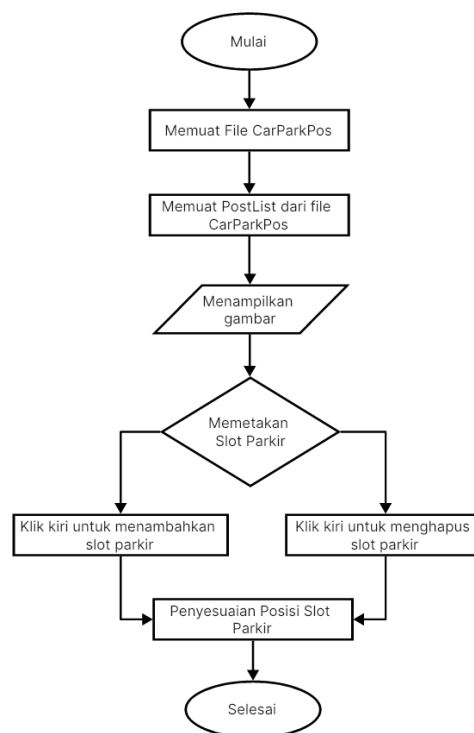 Mulai
Memuat File CarParkPos
Memuat PostList dari file
CarParkPos
Menampilkan
gambar
Memetakan
Slot Parkir
Klik kiri untuk menambahkan
slot parkir
Klik kiri untuk menghapus
slot parkir
Penyesuaian Posisi Slot
Parkir
Selesai